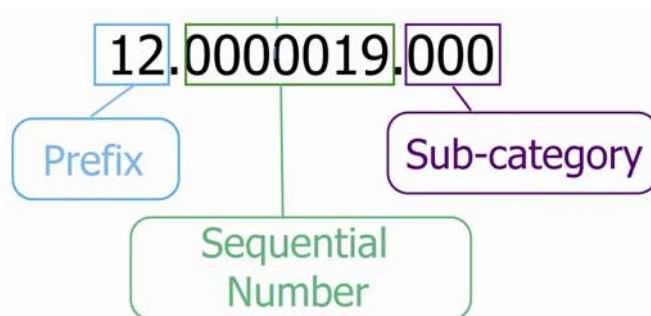 12.0000019.000
Prefix
Sub-category
Sequential
Number